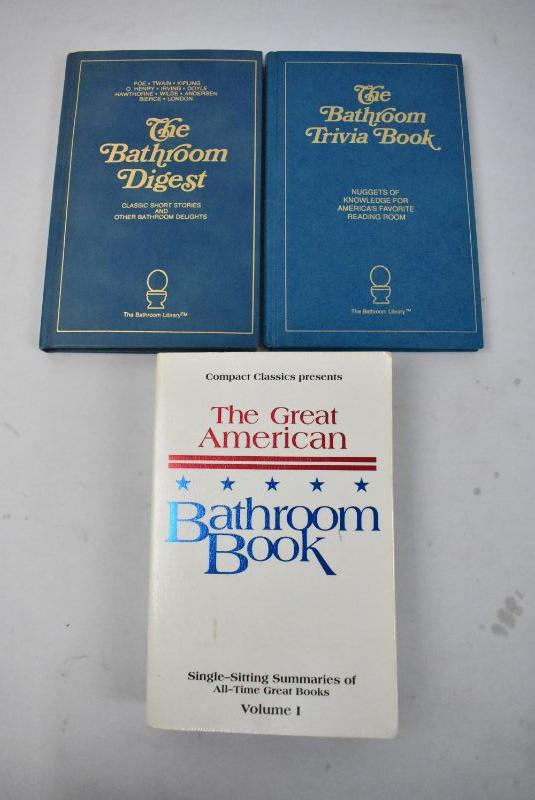 POE • TWAIN • KIPLING
O. HENRY • IRVING • DOYLE
HAWTHORNE • WILDE • ANDERSEN
BIERCE • LONDON
The
Bathroom
Digest
CLASSIC SHORT STORIES
AND
OTHER BATHROOM DELIGHTS
The Bathroom Library™
The
Bathroom
Trivia Book
NUGGETS OF
KNOWLEDGE FOR
AMERICA'S FAVORITE
READING ROOM
The Bathroom Library™
Compact Classics presents
The Great
American
Bathroom
Book
Single–Sitting Summaries of
All–Time Great Books
Volume I